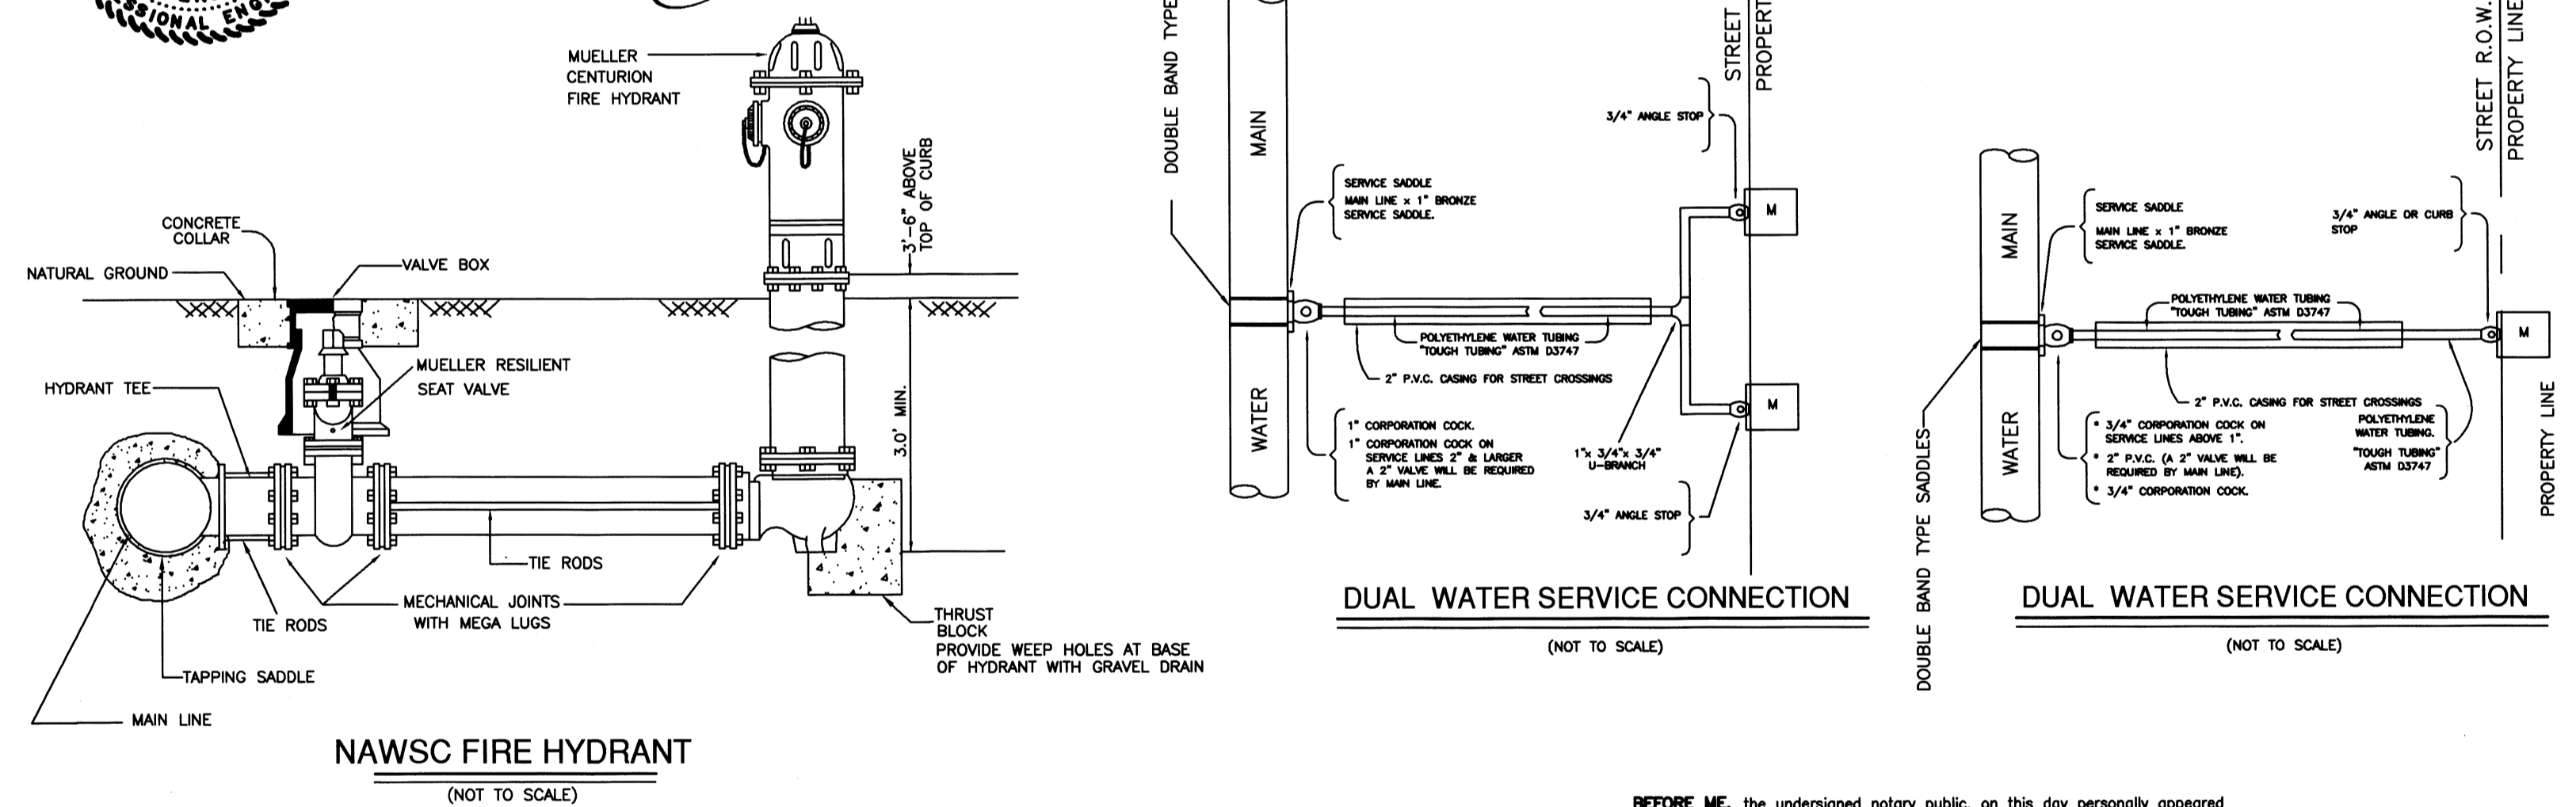 SSIONAL ENG
MUELLER
CENTURION
FIRE HYDRANT
3'-6" ABOVE
TOP OF CURB
CONCRETE
COLLAR
NATURAL GROUND
VALVE BOX
MUELLER RESILIENT
SEAT VALVE
HYDRANT TEE
3.0' MIN.
TIE RODS
MECHANICAL JOINTS
WITH MEGA LUGS
TIE RODS
THRUST
BLOCK
PROVIDE WEEP HOLES AT BASE
OF HYDRANT WITH GRAVEL DRAIN
TAPPING SADDLE
MAIN LINE
NAWSC FIRE HYDRANT
(NOT TO SCALE)
DOUBLE BAND TYPE
MAIN
WATER
STREET
PROPERT
3/4" ANGLE STOP
SERVICE SADDLE
MAIN LINE x 1" BRONZE
SERVICE SADDLE.
M
POLYETHYLENE WATER TUBING
"TOUGH TUBING" ASTM D3747
2" P.V.C. CASING FOR STREET CROSSINGS
M
1" CORPORATION COCK.
1" CORPORATION COCK ON
SERVICE LINES 2" & LARGER
A 2" VALVE WILL BE REQUIRED
BY MAIN LINE.
1"x 3/4"x 3/4"
U-BRANCH
3/4" ANGLE STOP
DUAL WATER SERVICE CONNECTION
(NOT TO SCALE)
STREET R.O.W.
PROPERTY LINE
MAIN
WATER
SERVICE SADDLE
MAIN LINE x 1" BRONZE
SERVICE SADDLE.
3/4" ANGLE OR CURB
STOP
POLYETHYLENE WATER TUBING
"TOUGH TUBING" ASTM D3747
M
2" P.V.C. CASING FOR STREET CROSSINGS
* 3/4" CORPORATION COCK ON
SERVICE LINES ABOVE 1".
* 2" P.V.C. (A 2" VALVE WILL BE
REQUIRED BY MAIN LINE).
* 3/4" CORPORATION COCK.
POLYETHYLENE
WATER TUBING.
"TOUGH TUBING"
ASTM D3747
PROPERTY LINE
DOUBLE BAND TYPE SADDLES
DUAL WATER SERVICE CONNECTION
(NOT TO SCALE)
BEFORE ME, the undersigned notary public, on this day personally appeared